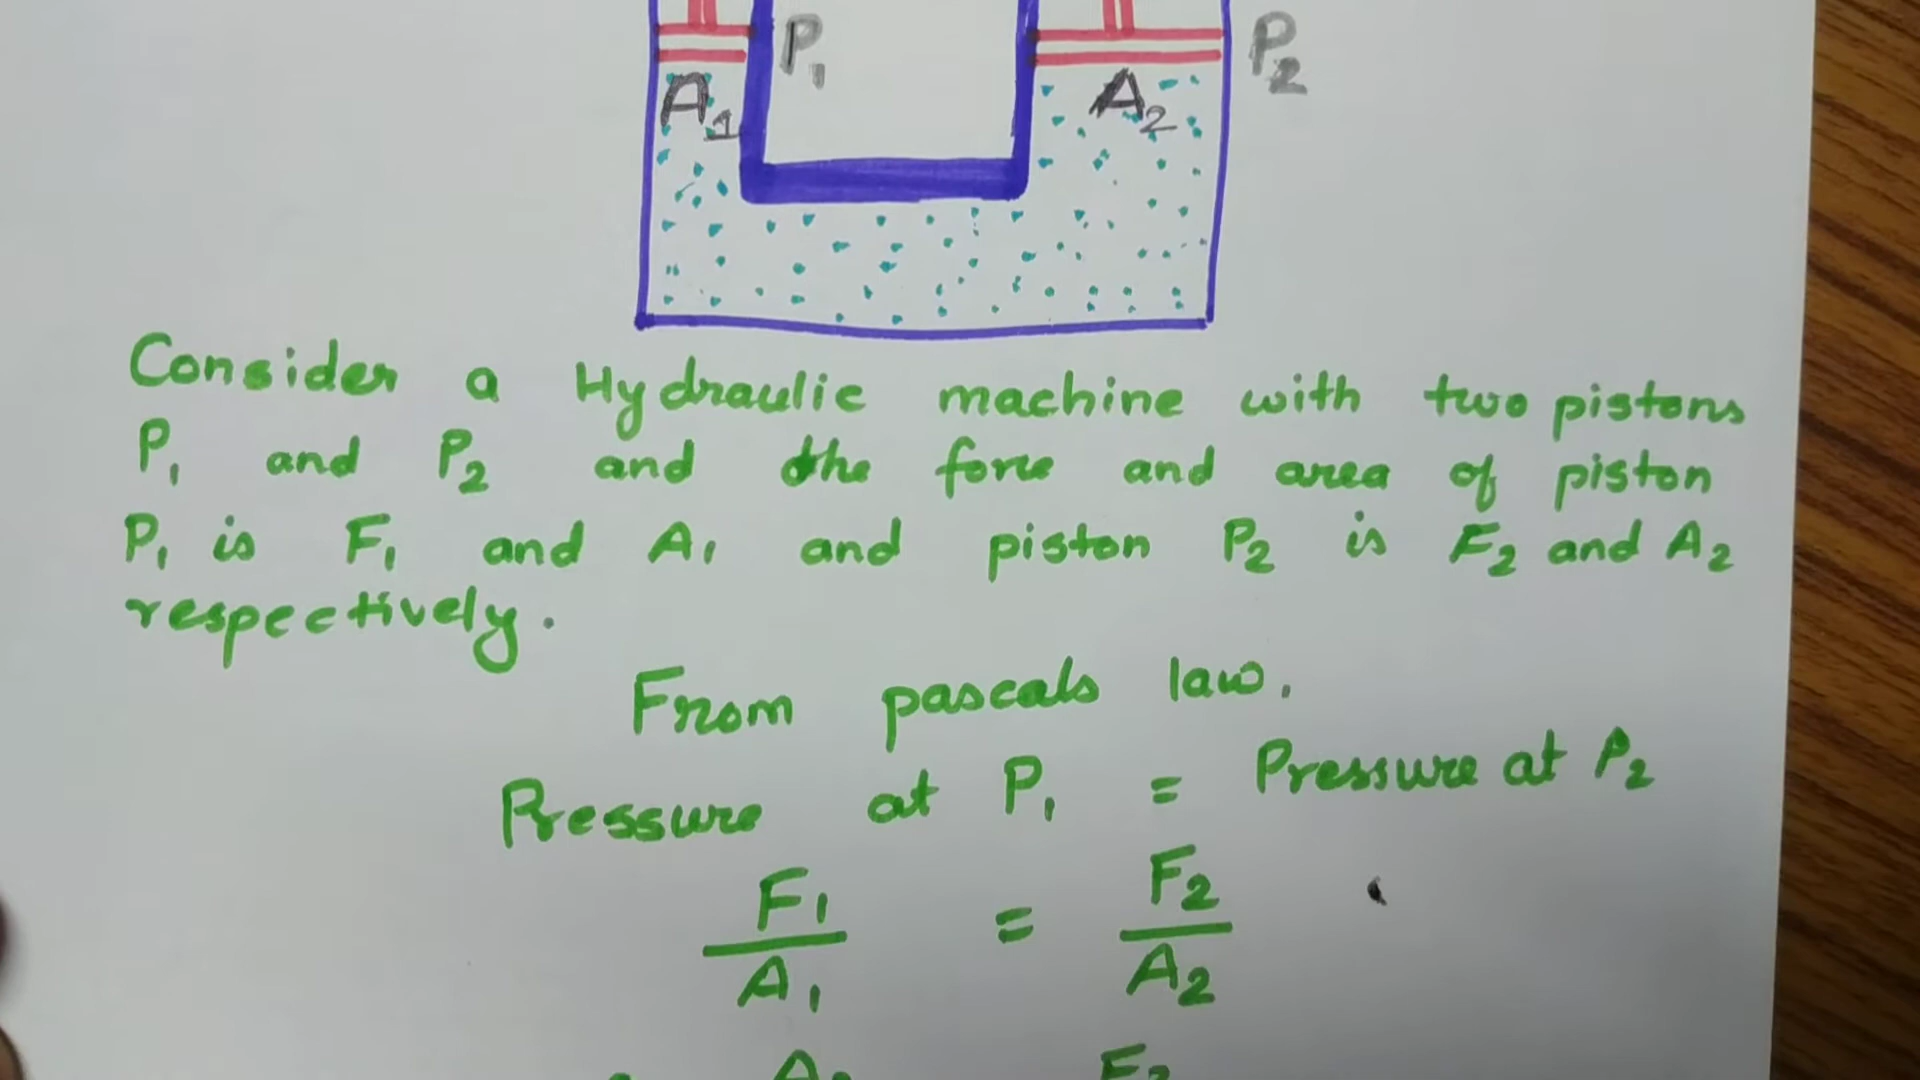 P₁ P₂
A₁ A₂
Consider a Hydraulic machine with two pistons
P₁ and P₂ and the force and area of piston
P₁ is F₁ and A₁ and piston P₂ is F₂ and A₂
respectively.
From pascals law.
Pressure at P₁ = Pressure at P₂
F₁ = F₂
A₁ A₂